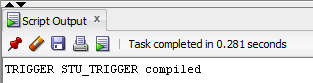 Script Output x
Task completed in 0.281 seconds
TRIGGER STU_TRIGGER compiled